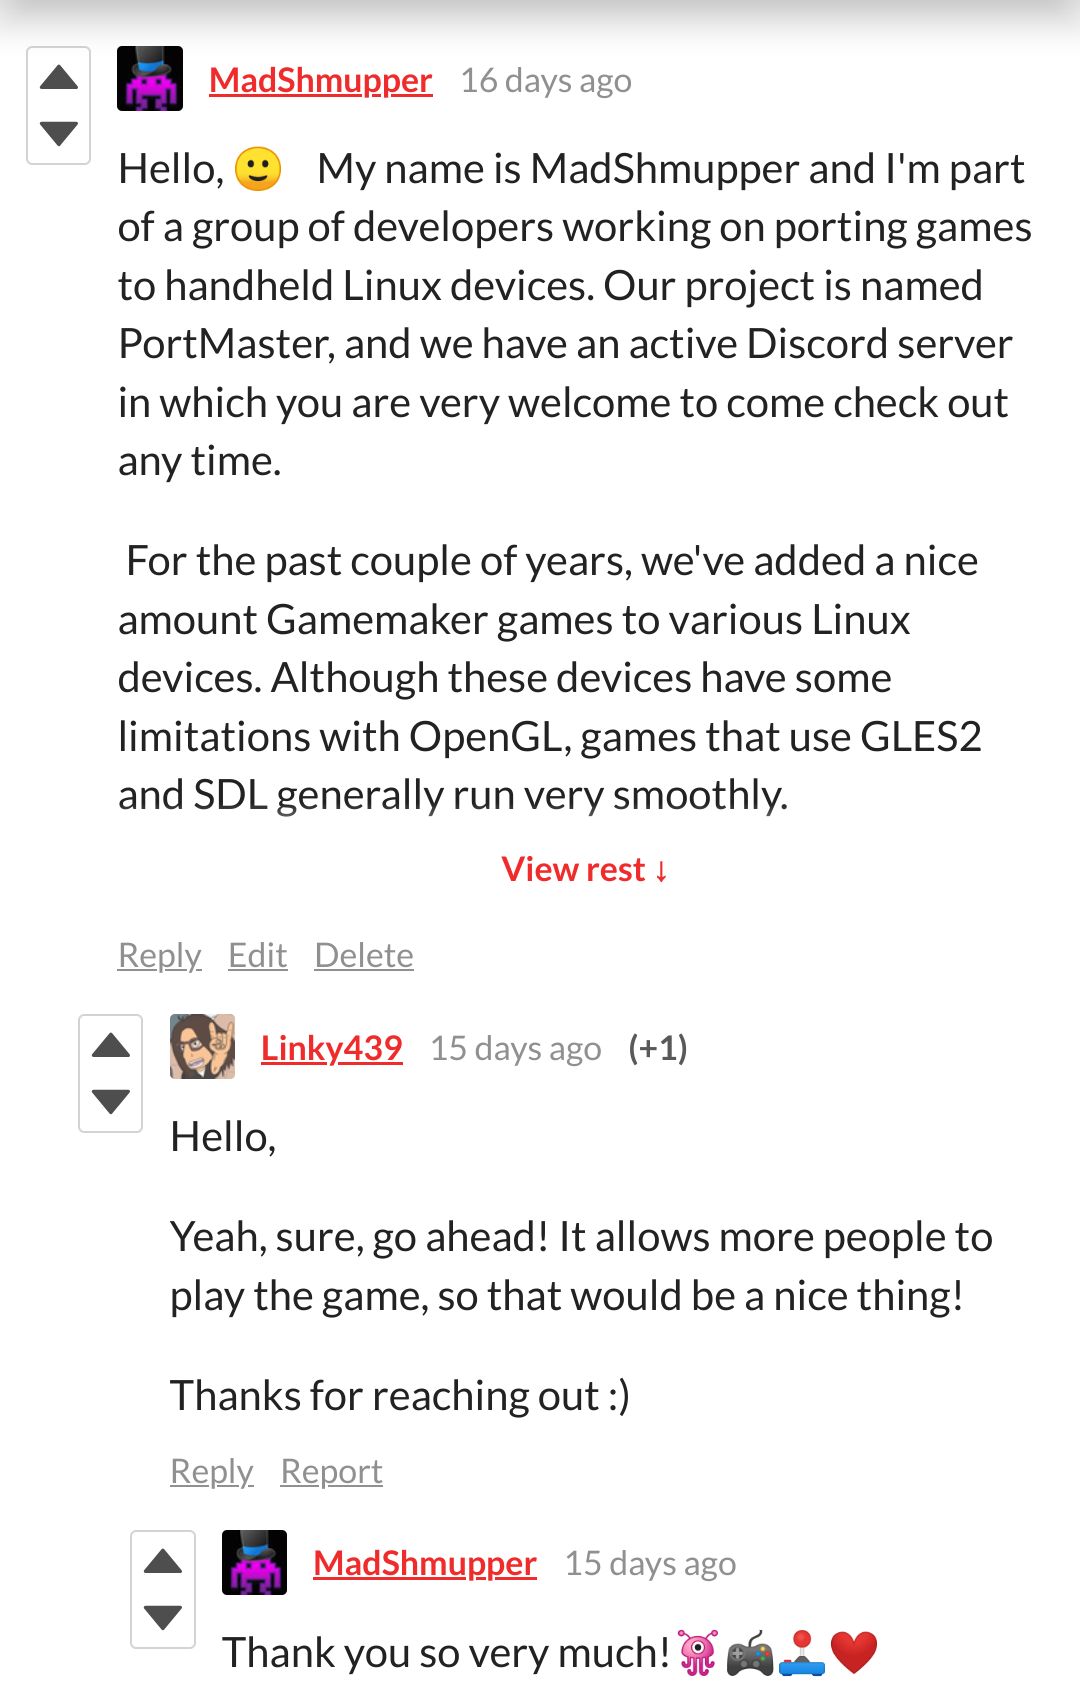 MadShmupper 16 days ago
Hello, 🙂 My name is MadShmupper and I'm part
of a group of developers working on porting games
to handheld Linux devices. Our project is named
PortMaster, and we have an active Discord server
in which you are very welcome to come check out
any time.
For the past couple of years, we've added a nice
amount Gamemaker games to various Linux
devices. Although these devices have some
limitations with OpenGL, games that use GLES2
and SDL generally run very smoothly.
View rest ↓
Reply Edit Delete
Linky439 15 days ago (+1)
Hello,
Yeah, sure, go ahead! It allows more people to
play the game, so that would be a nice thing!
Thanks for reaching out :)
Reply Report
MadShmupper 15 days ago
Thank you so very much!👾🎮🕹️❤️